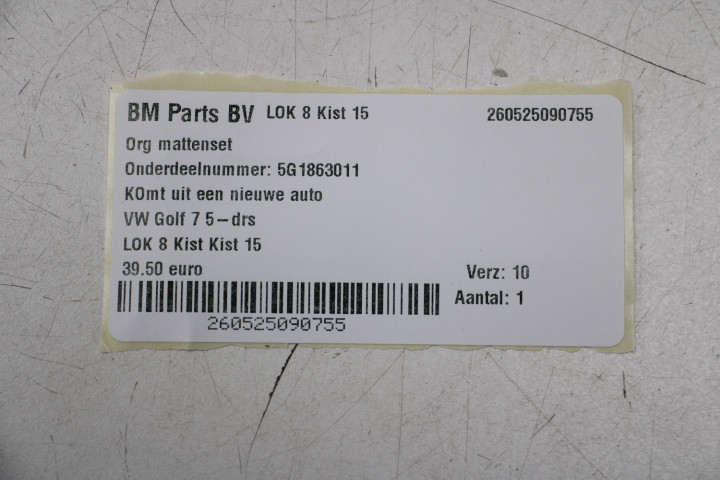 BM Parts BV LOK 8 Kist 15 260525090755
Org mattenset
Onderdeelnummer: 5G1863011
KOmt uit een nieuwe auto
VW Golf 7 5-drs
LOK 8 Kist Kist 15
39.50 euro Verz: 10
Aantal: 1
260525090755